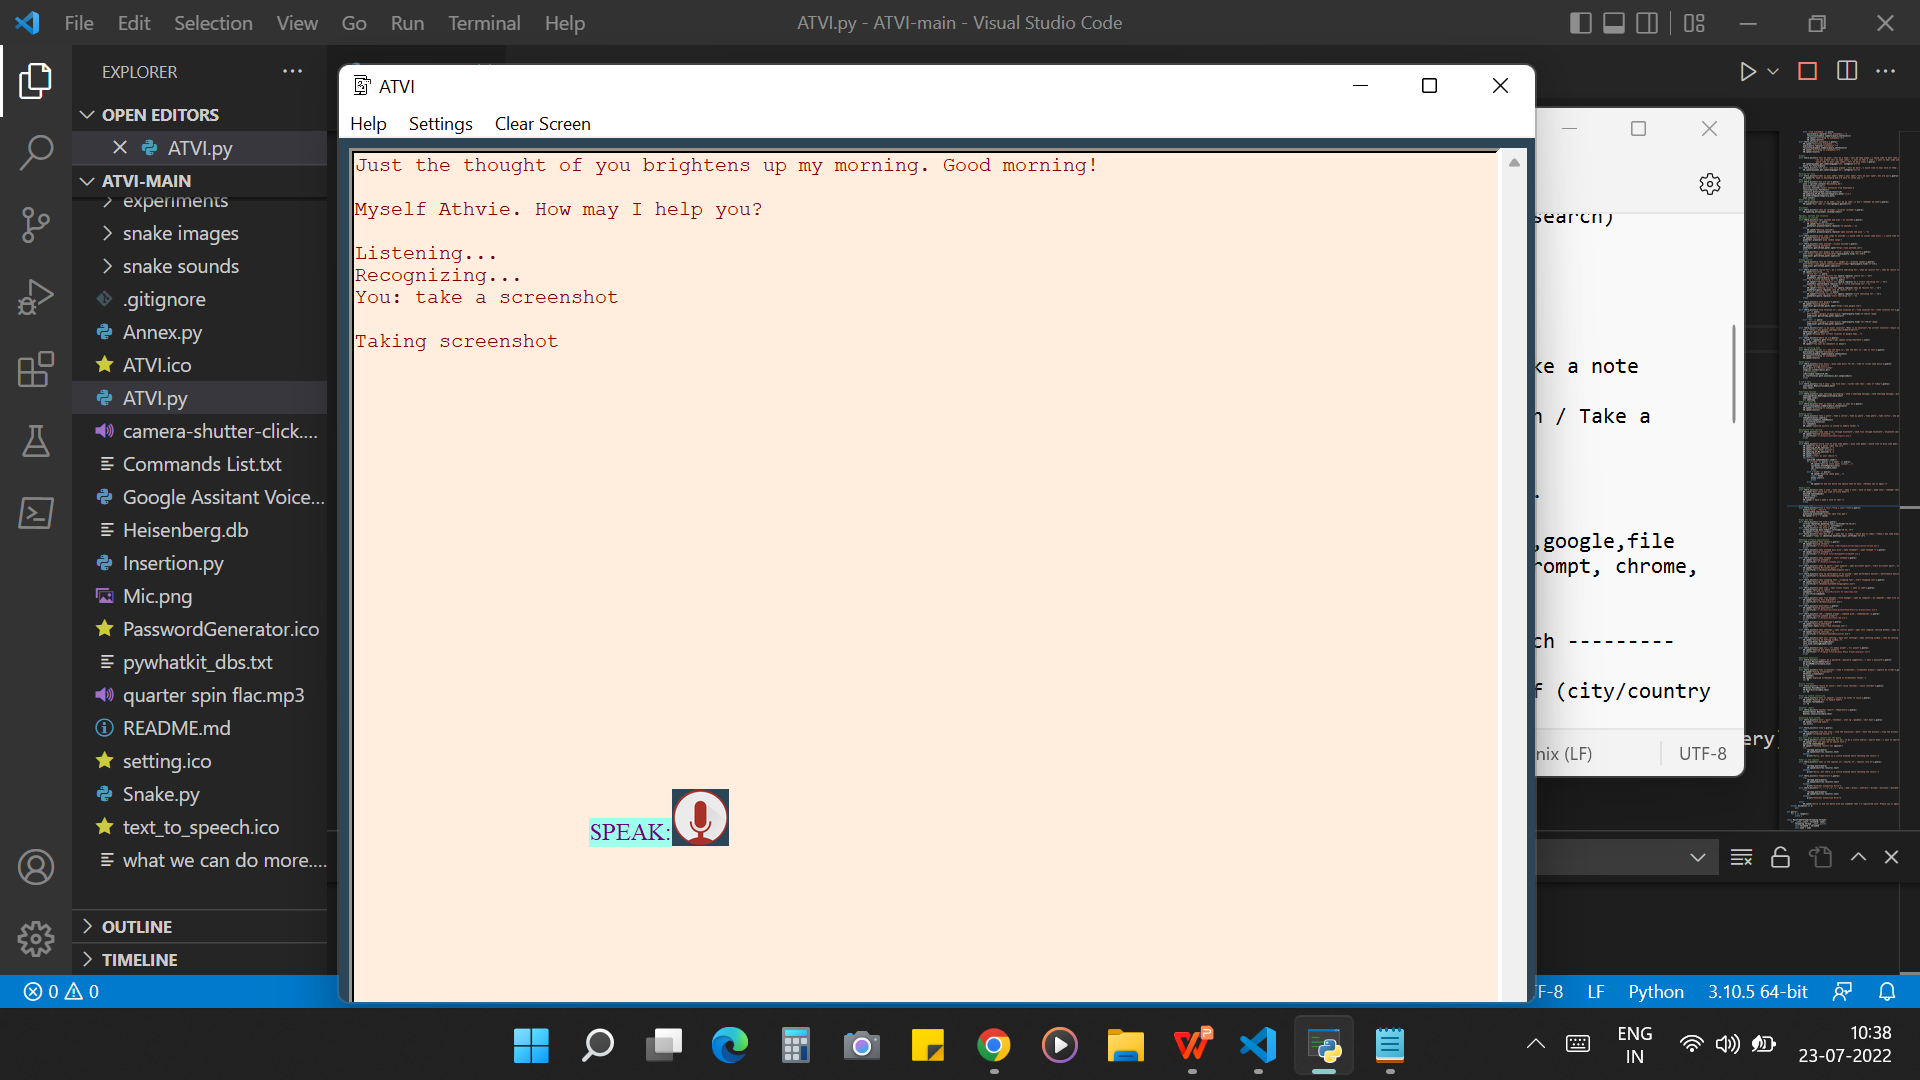 File Edit Selection View Go Run Terminal Help
ATVI.py - ATVI-main - Visual Studio Code
EXPLORER
OPEN EDITORS
ATVI.py
ATVI-MAIN
experiments
snake images
snake sounds
.gitignore
Annex.py
ATVI.ico
ATVI.py
camera-shutter-click....
Commands List.txt
Google Assitant Voice...
Heisenberg.db
Insertion.py
Mic.png
PasswordGenerator.ico
pywhatkit_dbs.txt
quarter spin flac.mp3
README.md
setting.ico
Snake.py
text_to_speech.ico
what we can do more....
OUTLINE
TIMELINE
0 0
ATVI
Help Settings Clear Screen
Just the thought of you brightens up my morning. Good morning!
Myself Athvie. How may I help you?
Listening...
Recognizing...
You: take a screenshot
Taking screenshot
SPEAK:
search)
ke a note
/ Take a
,google,file
rompt, chrome,
ch ---------
f (city/country
nix (LF) UTF-8
ery
F-8 LF Python 3.10.5 64-bit
ENG
IN
10:38
23-07-2022